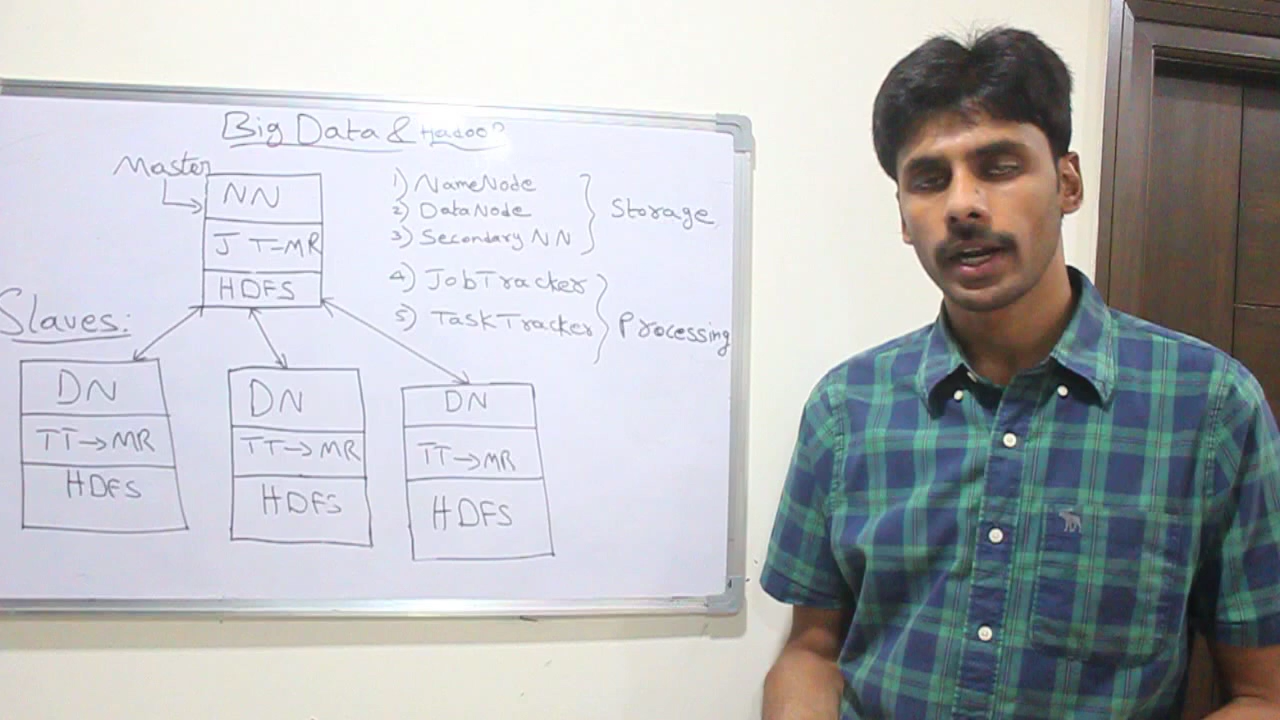 Big Data & Hadoop
Master
NN
JT-MR
HDFS
1) NameNode
2) DataNode
3) Secondary NN
Storage
4) JobTracker
5) TaskTracker
Processing
Slaves:
DN
TT→MR
HDFS
DN
TT→MR
HDFS
DN
TT→MR
HDFS